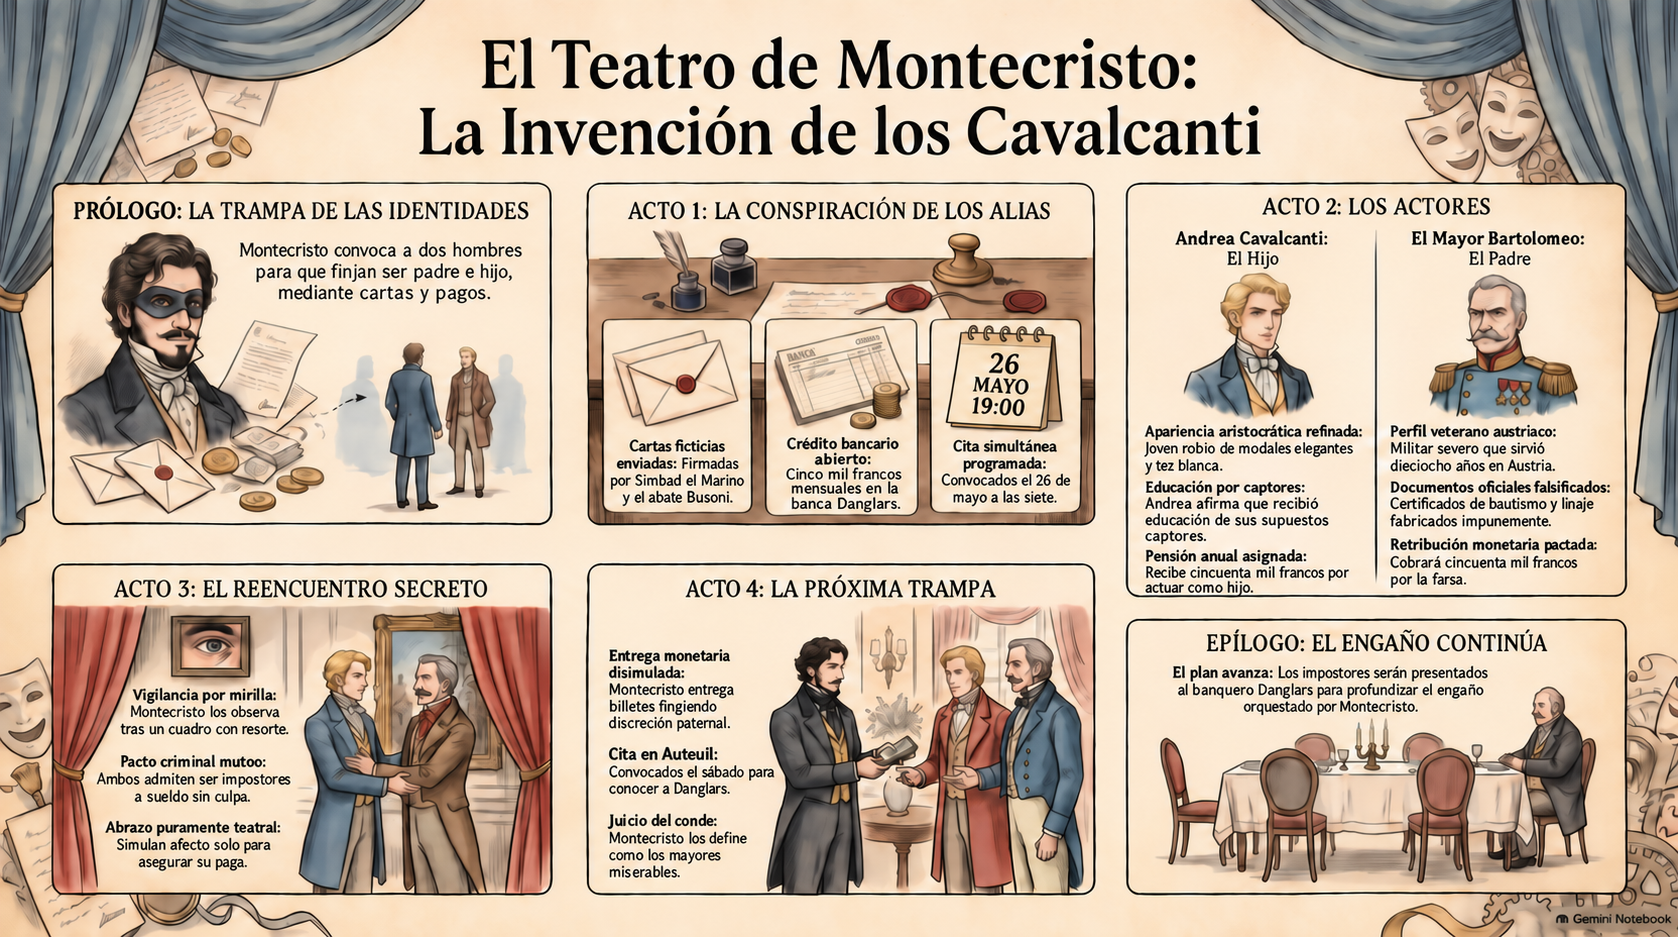 El Teatro de Montecristo:
La Invención de los Cavalcanti
PRÓLOGO: LA TRAMPA DE LAS IDENTIDADES
Montecristo convoca a dos hombres
para que finjan ser padre e hijo,
mediante cartas y pagos.
ACTO 1: LA CONSPIRACIÓN DE LOS ALIAS
Cartas ficticias
enviadas: Firmadas
por Simbad el Marino
y el abate Busoni.
BANCA
Crédito bancario
abierto:
Cinco mil francos
mensuales en la
banca Danglars.
26
MAYO
19:00
Cita simultánea
programada:
Convocados el 26 de
mayo a las siete.
ACTO 2: LOS ACTORES
Andrea Cavalcanti:
El Hijo
Apariencia aristocrática refinada:
Joven robio de modales elegantes
y tez blanca.
Educación por captores:
Andrea afirma que recibió
educación de sus supuestos
captores.
Pensión anual asignada:
Recibe cincuenta mil francos por
actuar como hijo.
El Mayor Bartolomeo:
El Padre
Perfil veterano austriaco:
Militar severo que sirvió
dieciocho años en Austria.
Documentos oficiales falsificados:
Certificados de bautismo y linaje
fabricados impunemente.
Retribución monetaria pactada:
Cobrará cincuenta mil francos
por la farsa.
ACTO 3: EL REENCUENTRO SECRETO
Vigilancia por mirilla:
Montecristo los observa
tras un cuadro con resorte.
Pacto criminal mutoo:
Ambos admiten ser impostores
a sueldo sin culpa.
Abrazo puramente teatral:
Simulan afecto solo para
asegurar su paga.
ACTO 4: LA PRÓXIMA TRAMPA
Entrega monetaria
disimulada:
Montecristo entrega
billetes fingiendo
discreción paternal.
Cita en Auteuil:
Convocados el sábado para
conocer a Danglars.
Juicio del conde:
Montecristo los define
como los mayores
miserables.
EPÍLOGO: EL ENGAÑO CONTINÚA
El plan avanza: Los impostores serán presentados
al banquero Danglars para profundizar el engaño
orquestado por Montecristo.
Gemini Notebook